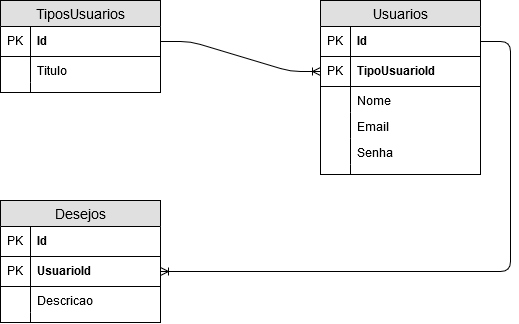 TiposUsuarios
PK Id
Titulo
Usuarios
PK Id
PK TipoUsuarioId
Nome
Email
Senha
Desejos
PK Id
PK UsuarioId
Descricao